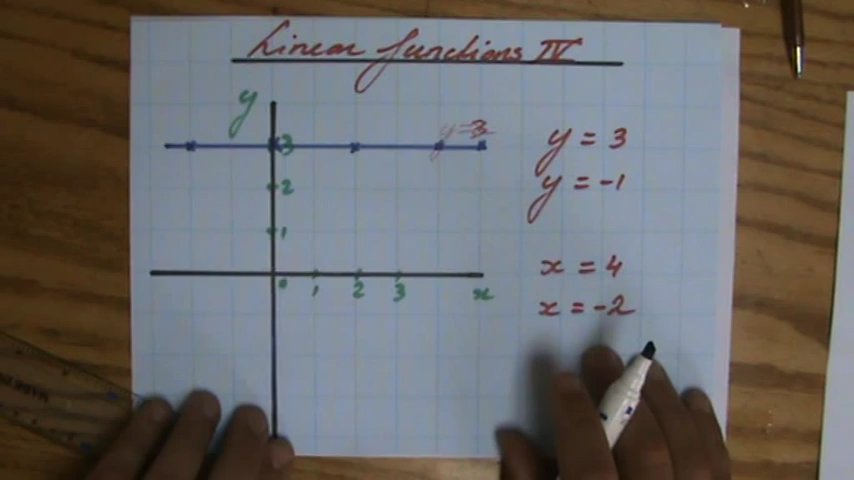 Linear functions IV
y
y=3
3
2
1
0 1 2 3 x
y = 3
y = -1
x = 4
x = -2